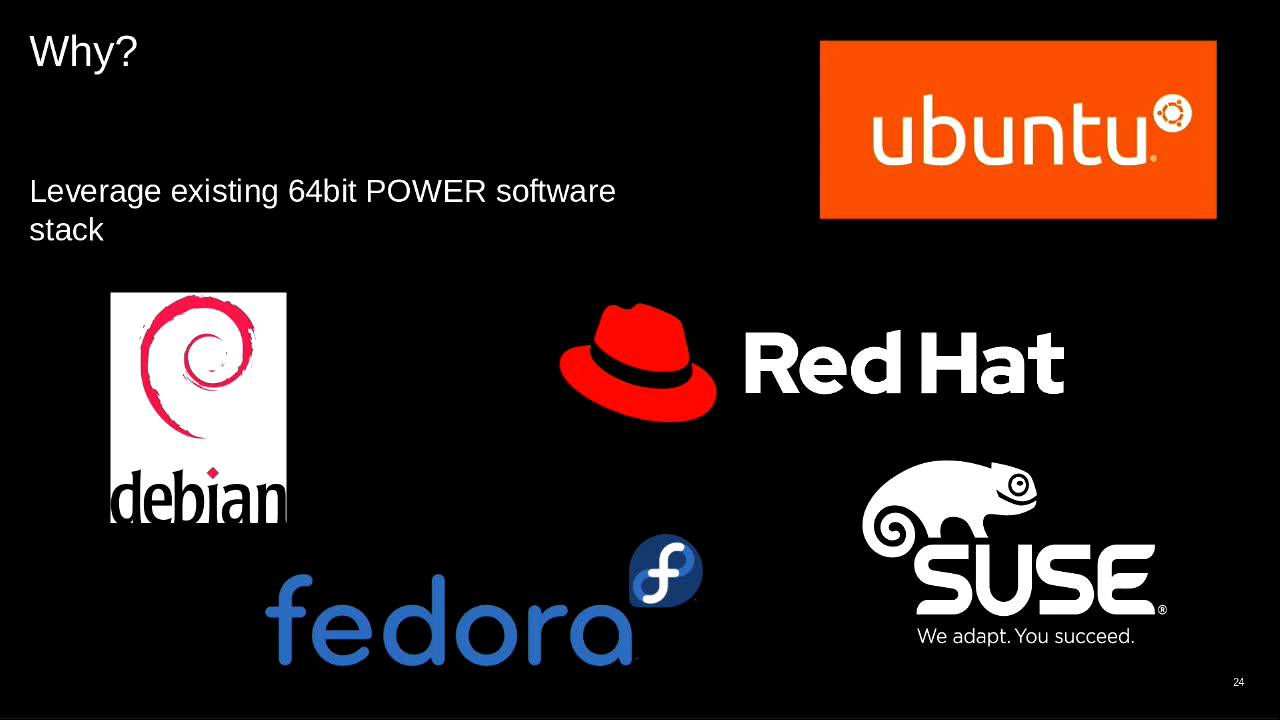 Why?
ubuntu®
Leverage existing 64bit POWER software
stack
debian
Red Hat
fedora
SUSE®
We adapt. You succeed.
24